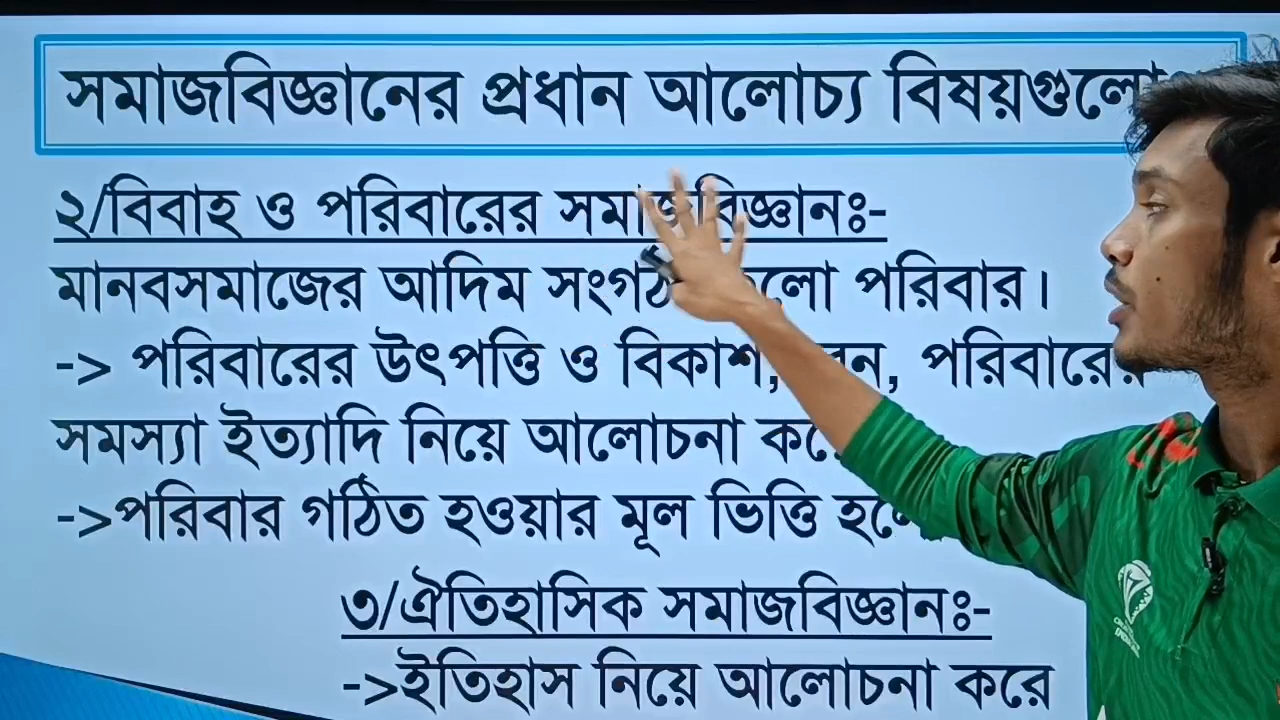 সমাজবিজ্ঞানের প্রধান আলোচ্য বিষয়গুলো
২/বিবাহ ও পরিবারের সমাজবিজ্ঞানঃ-
মানবসমাজের আদিম পরিবার।
-> পরিবারের উৎপত্তি ও বিকাশ, পরিবারের
সমস্যা ইত্যাদি নিয়ে আলোচনা
->পরিবার গঠিত হওয়ার মূল ভিত্তি
৩/ঐতিহাসিক সমাজবিজ্ঞানঃ-
->ইতিহাস নিয়ে আলোচনা করে